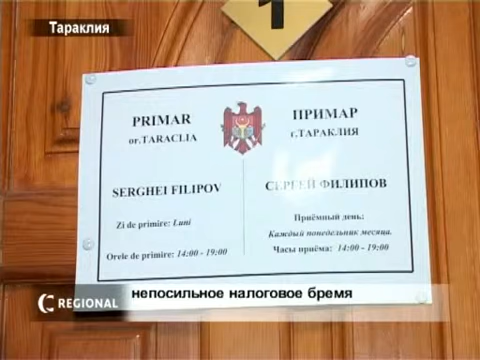 Тараклия
1
PRIMAR
or.TARACLIA
SERGHEI FILIPOV
Zi de primire: Luni
Orele de primire: 14:00 - 19:00
ПРИМАР
г.ТАРАКЛИЯ
СЕРГЕЙ ФИЛИПОВ
Приёмный день:
Каждый понедельник месяца.
Часы приёма: 14:00 - 19:00
непосильное налоговое бремя
REGIONAL